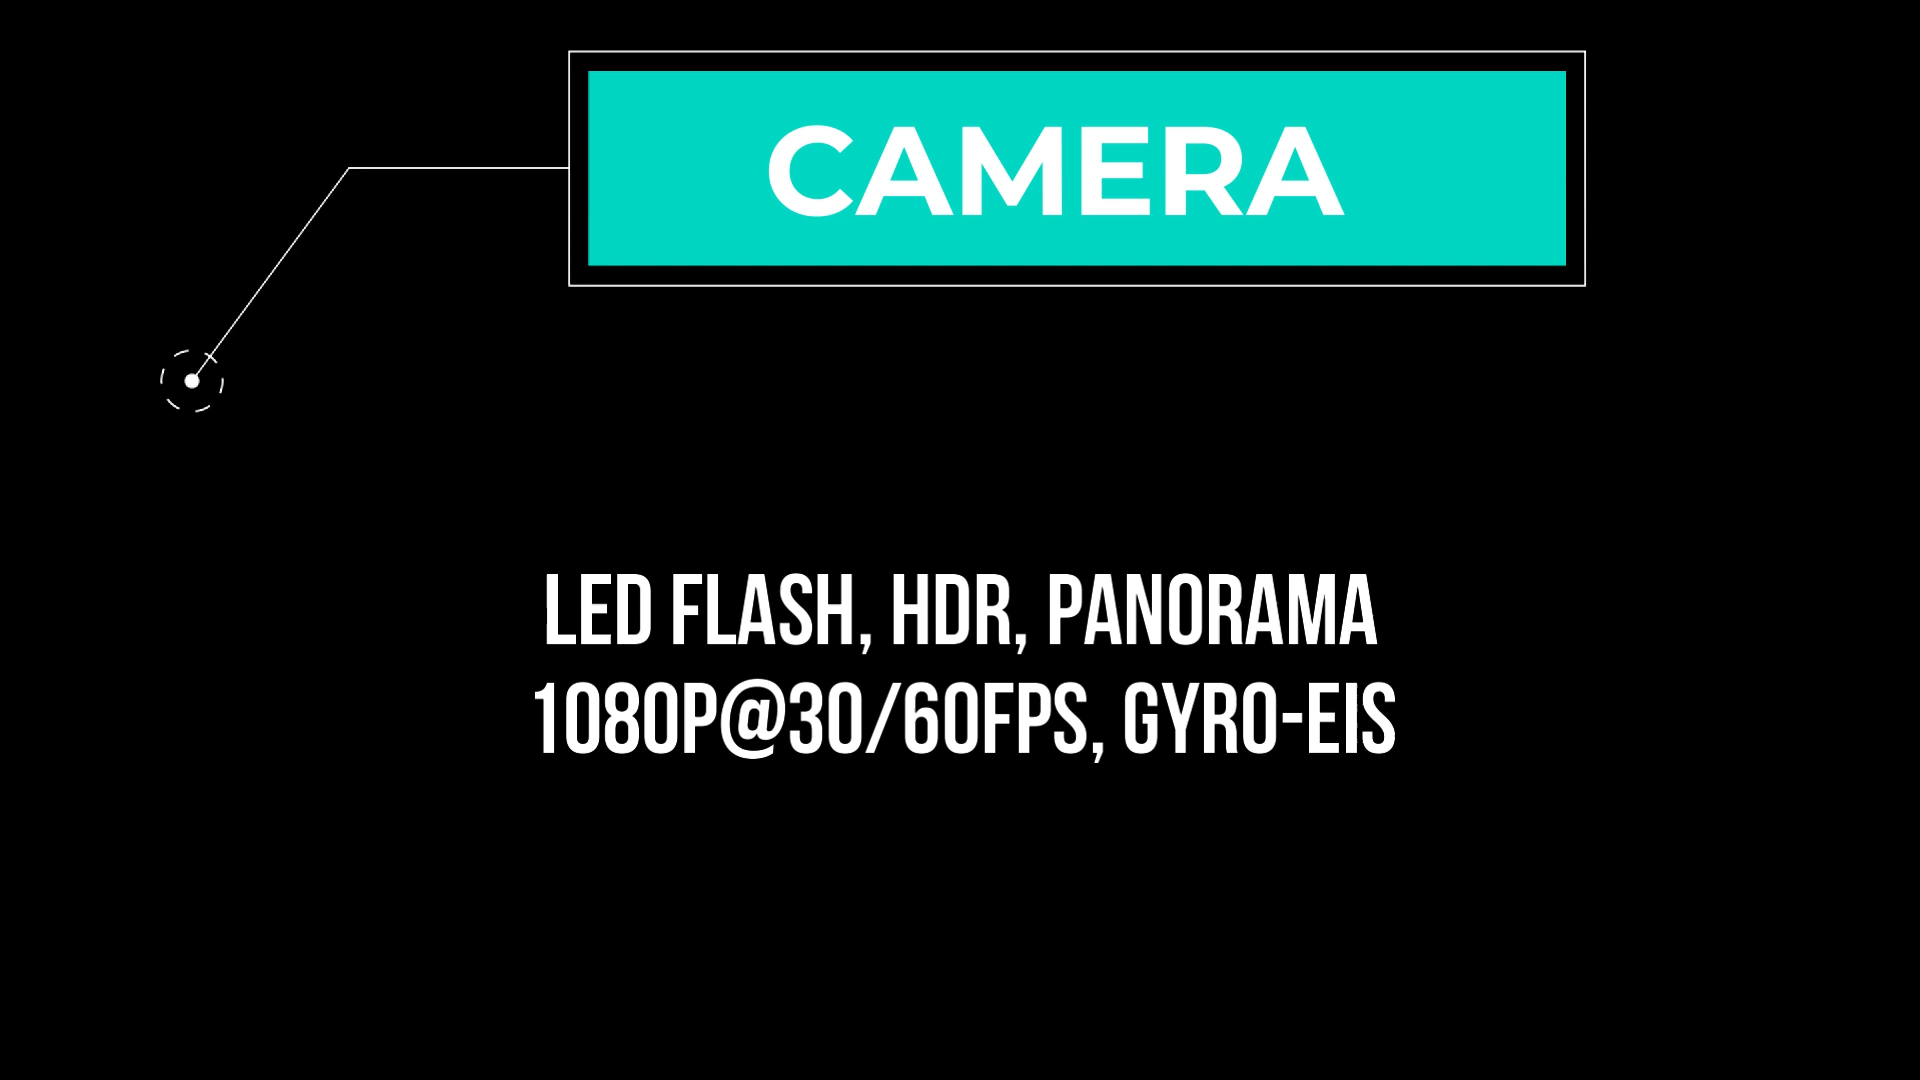 CAMERA
LED FLASH, HDR, PANORAMA
1080P@30/60FPS, GYRO-EIS